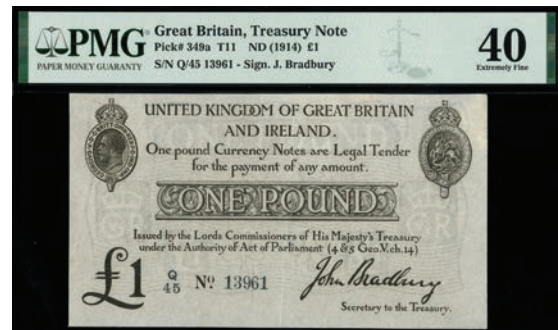 PMG
PAPER MONEY GUARANTY
Great Britain, Treasury Note
Pick# 349a T11 ND (1914) £1
S/N Q/45 13961 - Sign. J. Bradbury
40
Extremely Fine
UNITED KINGDOM OF GREAT BRITAIN
AND IRELAND.
One pound Currency Notes are Legal Tender
for the payment of any amount.
ONE POUND
Issued by the Lords Commissioners of His Majesty's Treasury
under the Authority of Act of Parliament (4 & 5 Geo.V.ch.14)
£1 Q/45 Nº 13961 John Bradbury
Secretary to the Treasury.